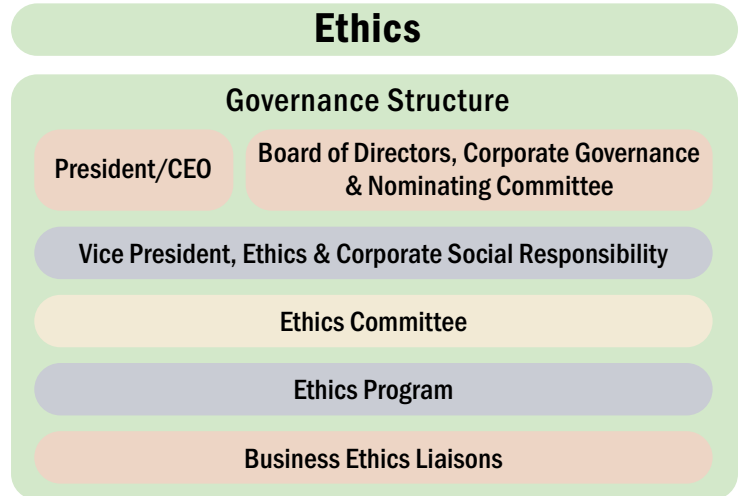 Ethics
Governance Structure
President/CEO
Board of Directors, Corporate Governance
& Nominating Committee
Vice President, Ethics & Corporate Social Responsibility
Ethics Committee
Ethics Program
Business Ethics Liaisons